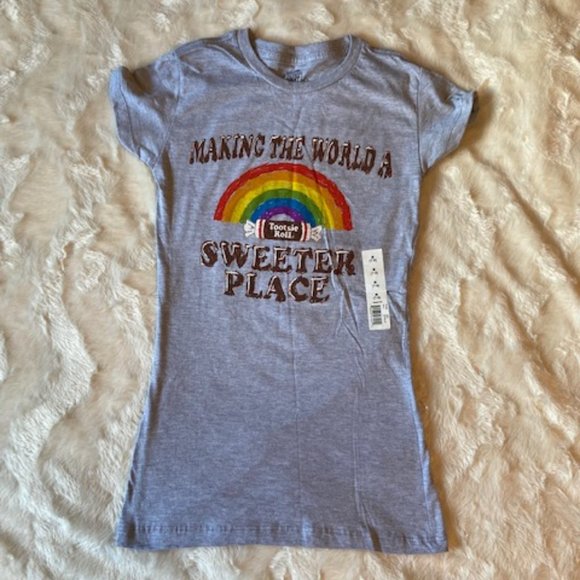 MAKING THE WORLD A
Tootsie
Roll
SWEETER
PLACE